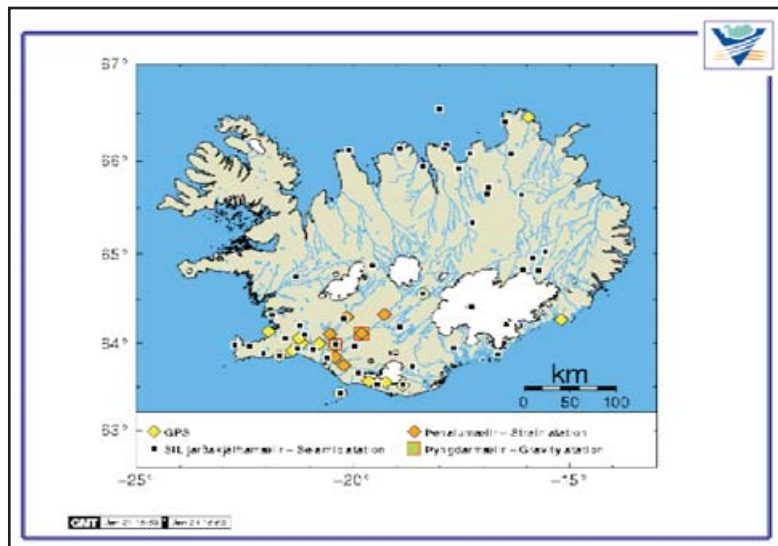 67°
66°
65°
64°
63°
km
0 50 100
GPS
Þenslumælir – Strain station
SIL jarðskjálftamælir – Seismic station
Þyngdarmælir – Gravity station
−25° −20° −15°
GMT